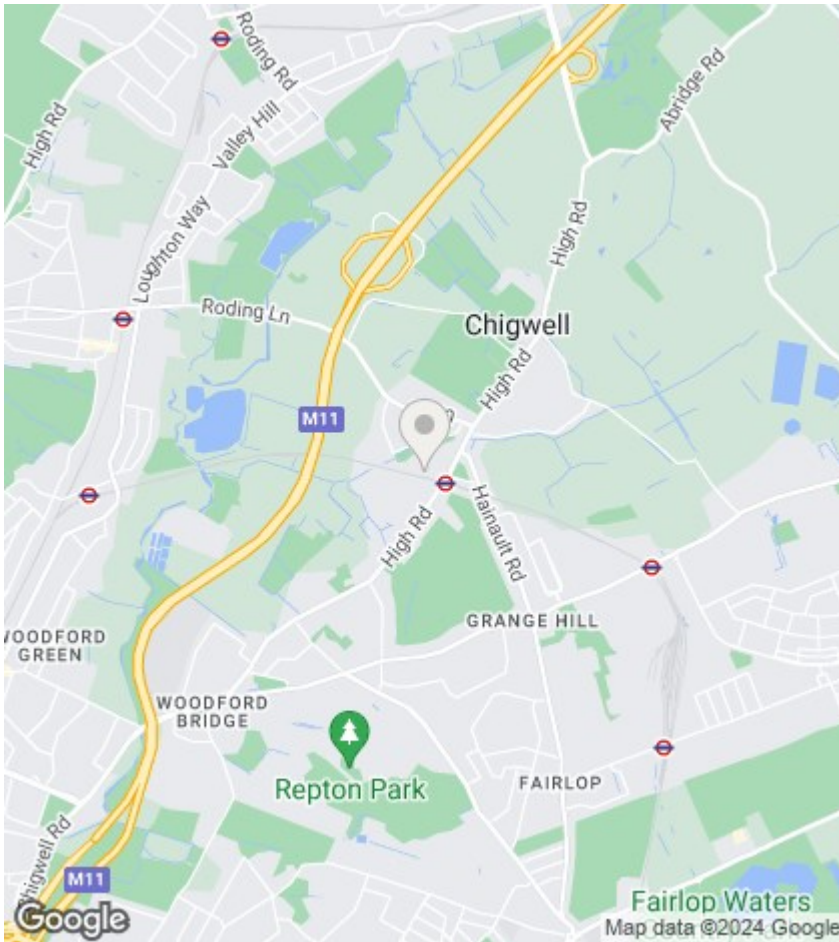 Roding Rd
Abridge Rd
High Rd
Valley Hill
Loughton Way
High Rd
Roding Ln
Chigwell
High Rd
M11
High Rd
Hainault Rd
GRANGE HILL
WOODFORD
GREEN
WOODFORD
BRIDGE
Repton Park
FAIRLOP
Chigwell Rd
M11
Fairlop Waters
Google
Map data ©2024 Google